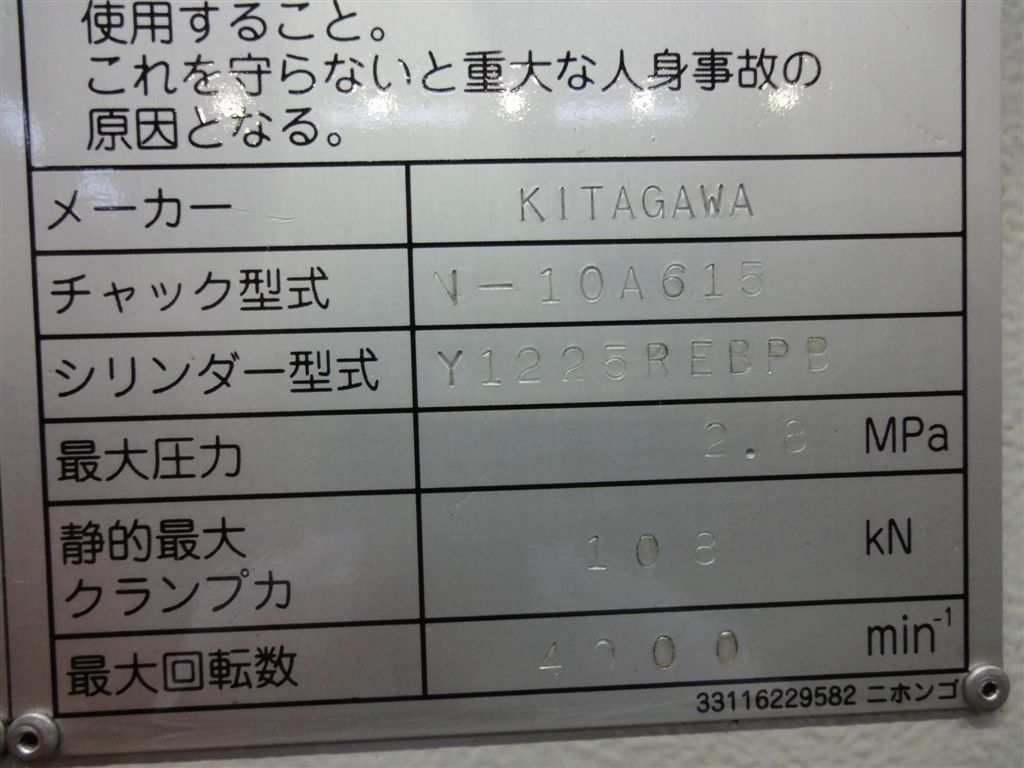 使用すること。
これを守らないと重大な人身事故の
原因となる。
メーカー KITAGAWA
チャック型式 N-10A615
シリンダー型式 Y1225REBPB
最大圧力 2.8 MPa
静的最大
クランプ力 108 kN
最大回転数 4000 min⁻¹
33116229582 ニホンゴ